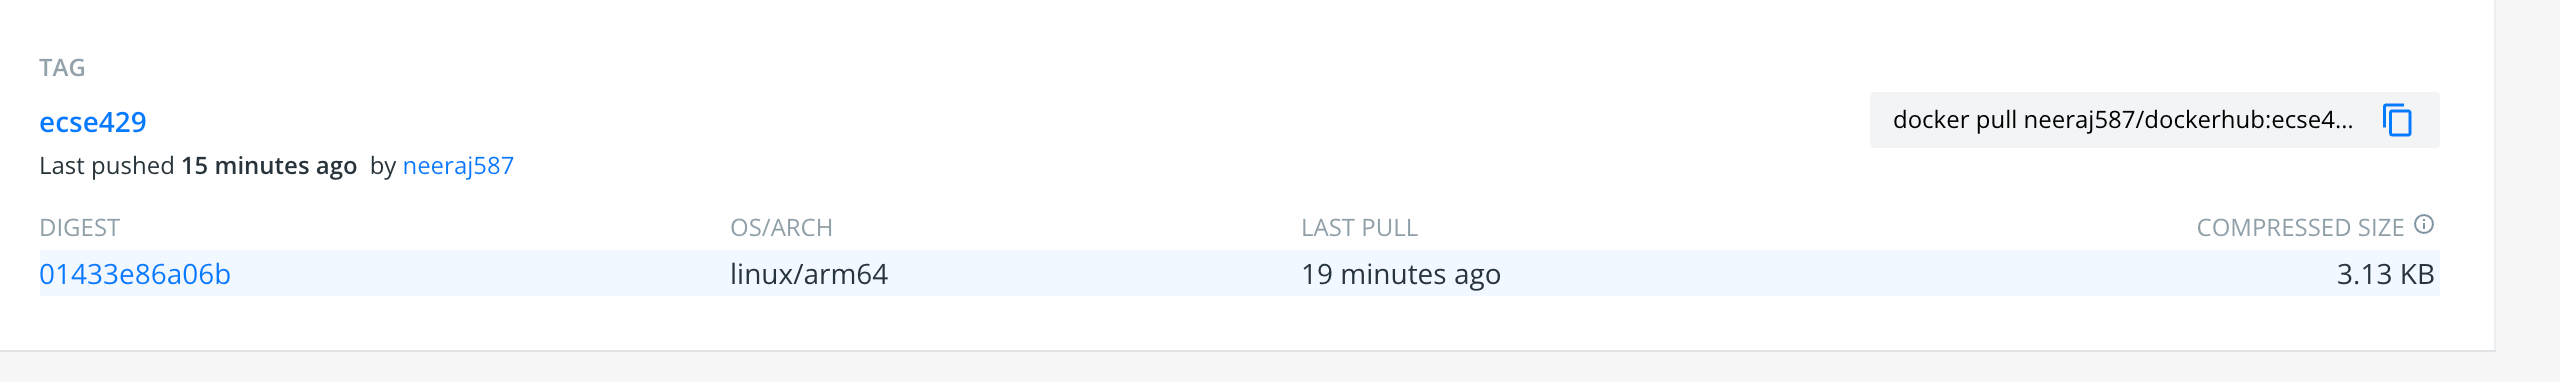 TAG
ecse429
docker pull neeraj587/dockerhub:ecse4...
Last pushed 15 minutes ago by neeraj587
DIGEST OS/ARCH LAST PULL COMPRESSED SIZE
01433e86a06b linux/arm64 19 minutes ago 3.13 KB